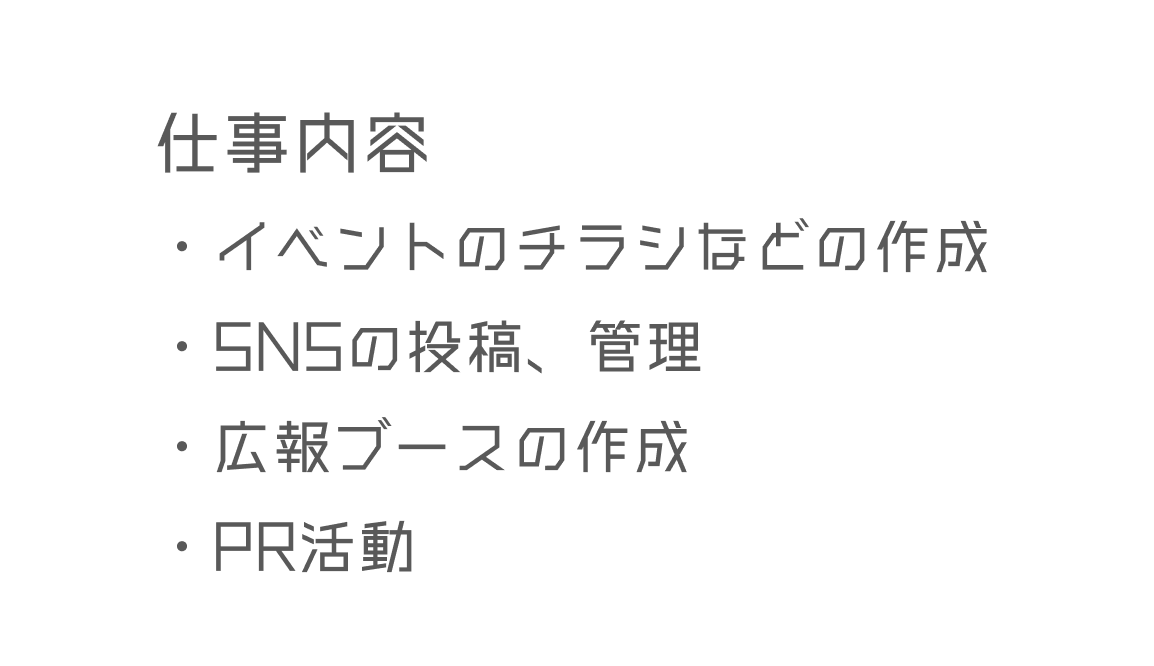 仕事内容
・イベントのチラシなどの作成
・SNSの投稿、管理
・広報ブースの作成
・PR活動